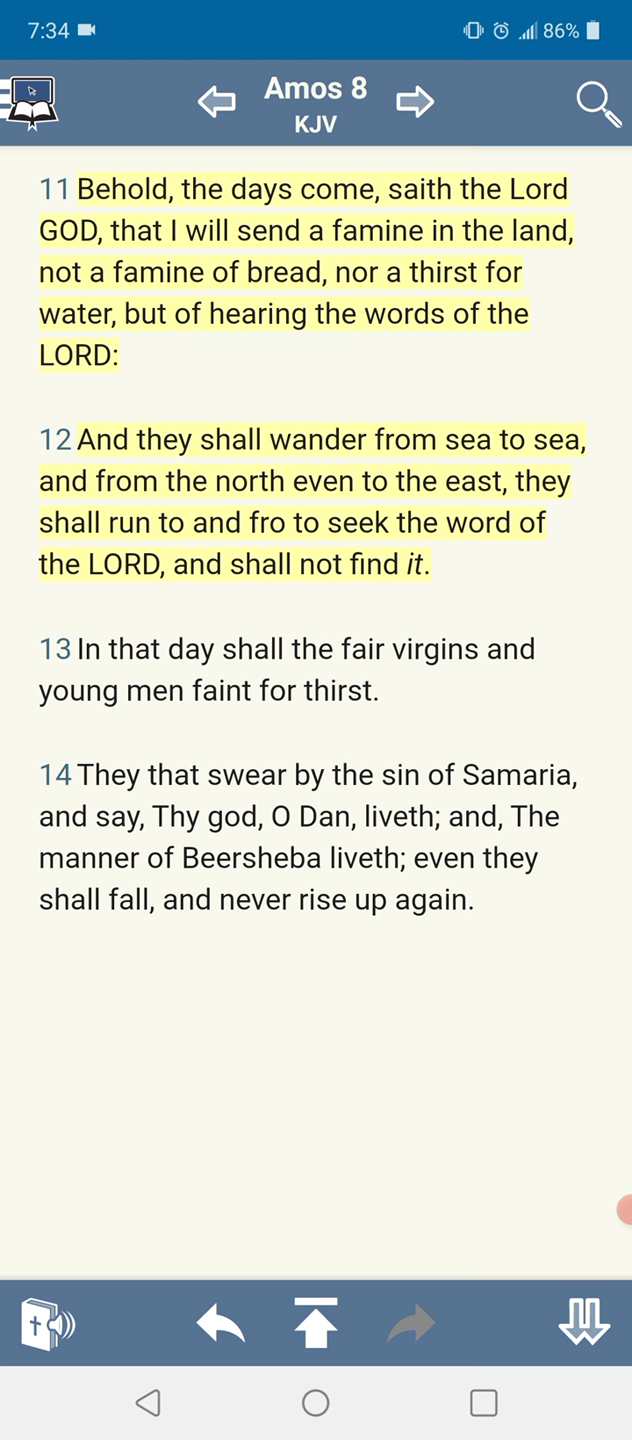 7:34
86%
Amos 8
KJV
11 Behold, the days come, saith the Lord
GOD, that I will send a famine in the land,
not a famine of bread, nor a thirst for
water, but of hearing the words of the
LORD:
12 And they shall wander from sea to sea,
and from the north even to the east, they
shall run to and fro to seek the word of
the LORD, and shall not find it.
13 In that day shall the fair virgins and
young men faint for thirst.
14 They that swear by the sin of Samaria,
and say, Thy god, O Dan, liveth; and, The
manner of Beersheba liveth; even they
shall fall, and never rise up again.